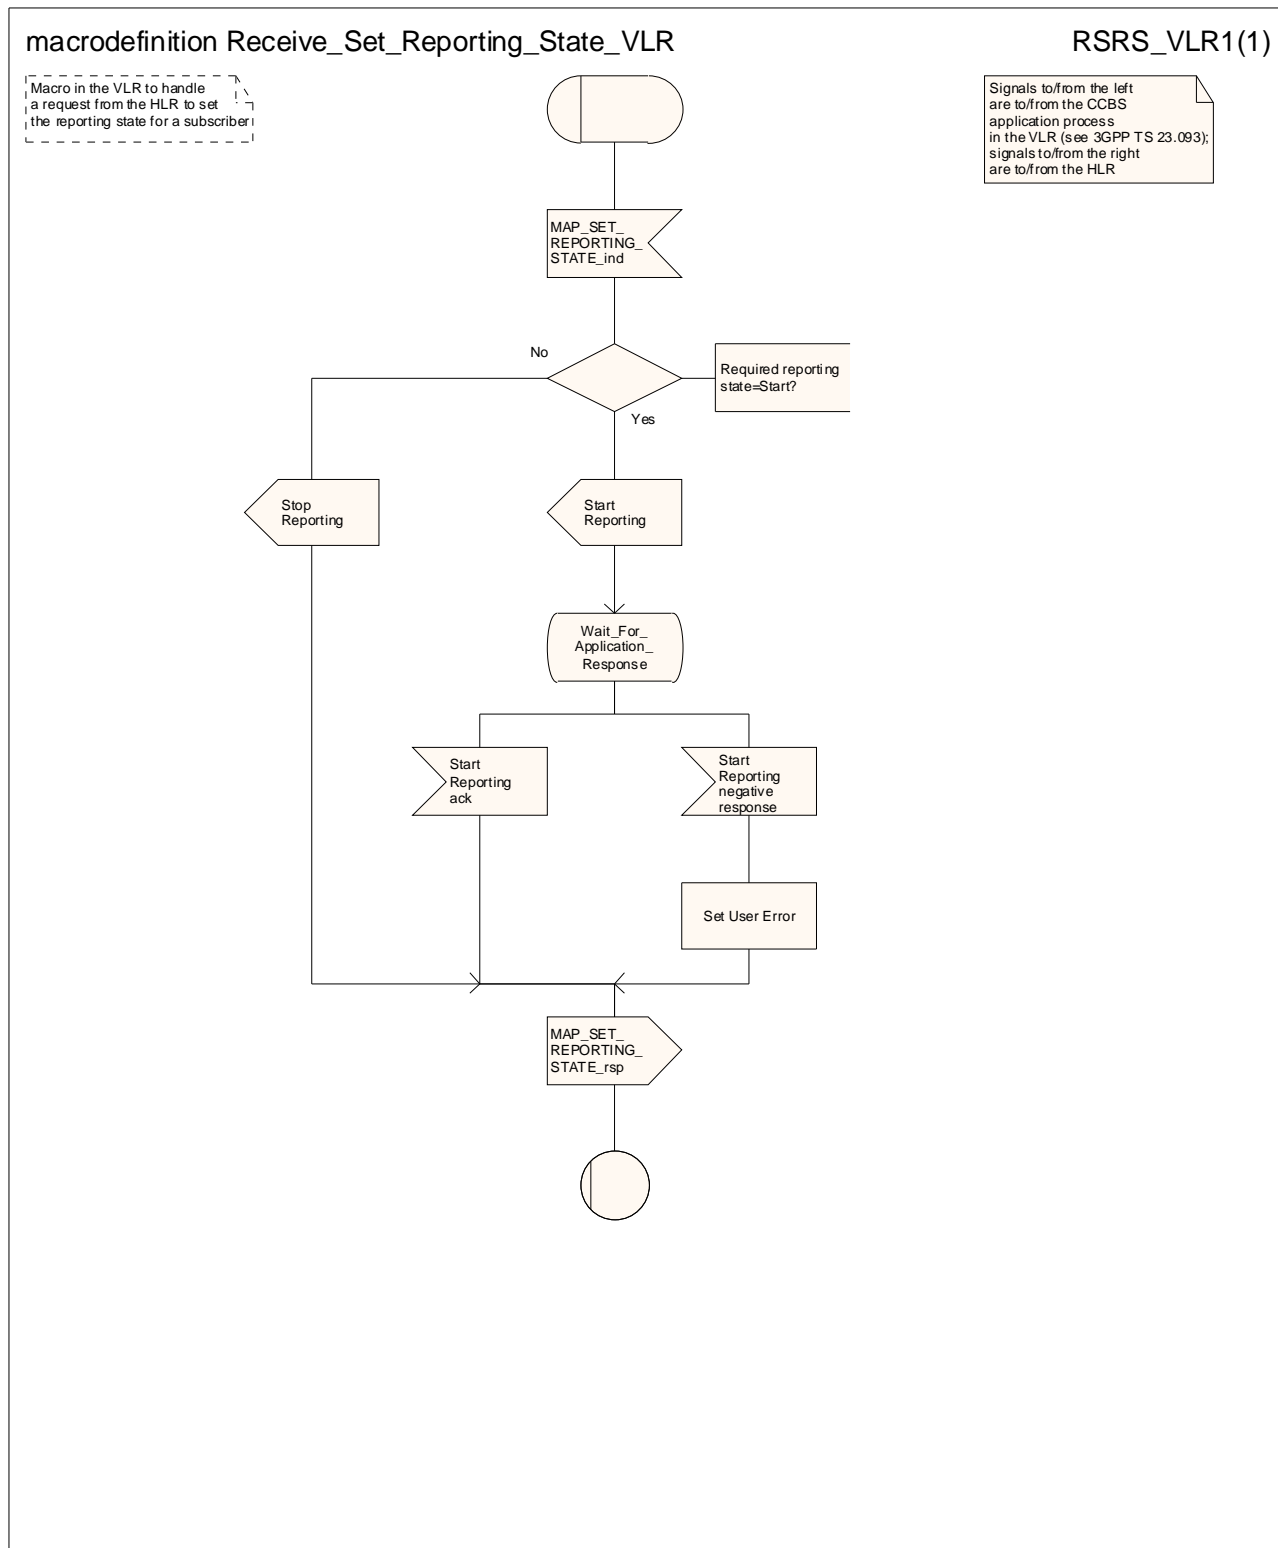 macrodefinition Receive_Set_Reporting_State_VLR
RSRS_VLR1(1)
Macro in the VLR to handle
a request from the HLR to set
the reporting state for a subscriber
Signals to/from the left
are to/from the CCBS
application process
in the VLR (see 3GPP TS 23.093);
signals to/from the right
are to/from the HLR
MAP_SET_
REPORTING_
STATE_ind
No
Required reporting
state=Start?
Yes
Stop
Reporting
Start
Reporting
Wait_For_
Application_
Response
Start
Reporting
ack
Start
Reporting
negative
response
Set User Error
MAP_SET_
REPORTING_
STATE_rsp